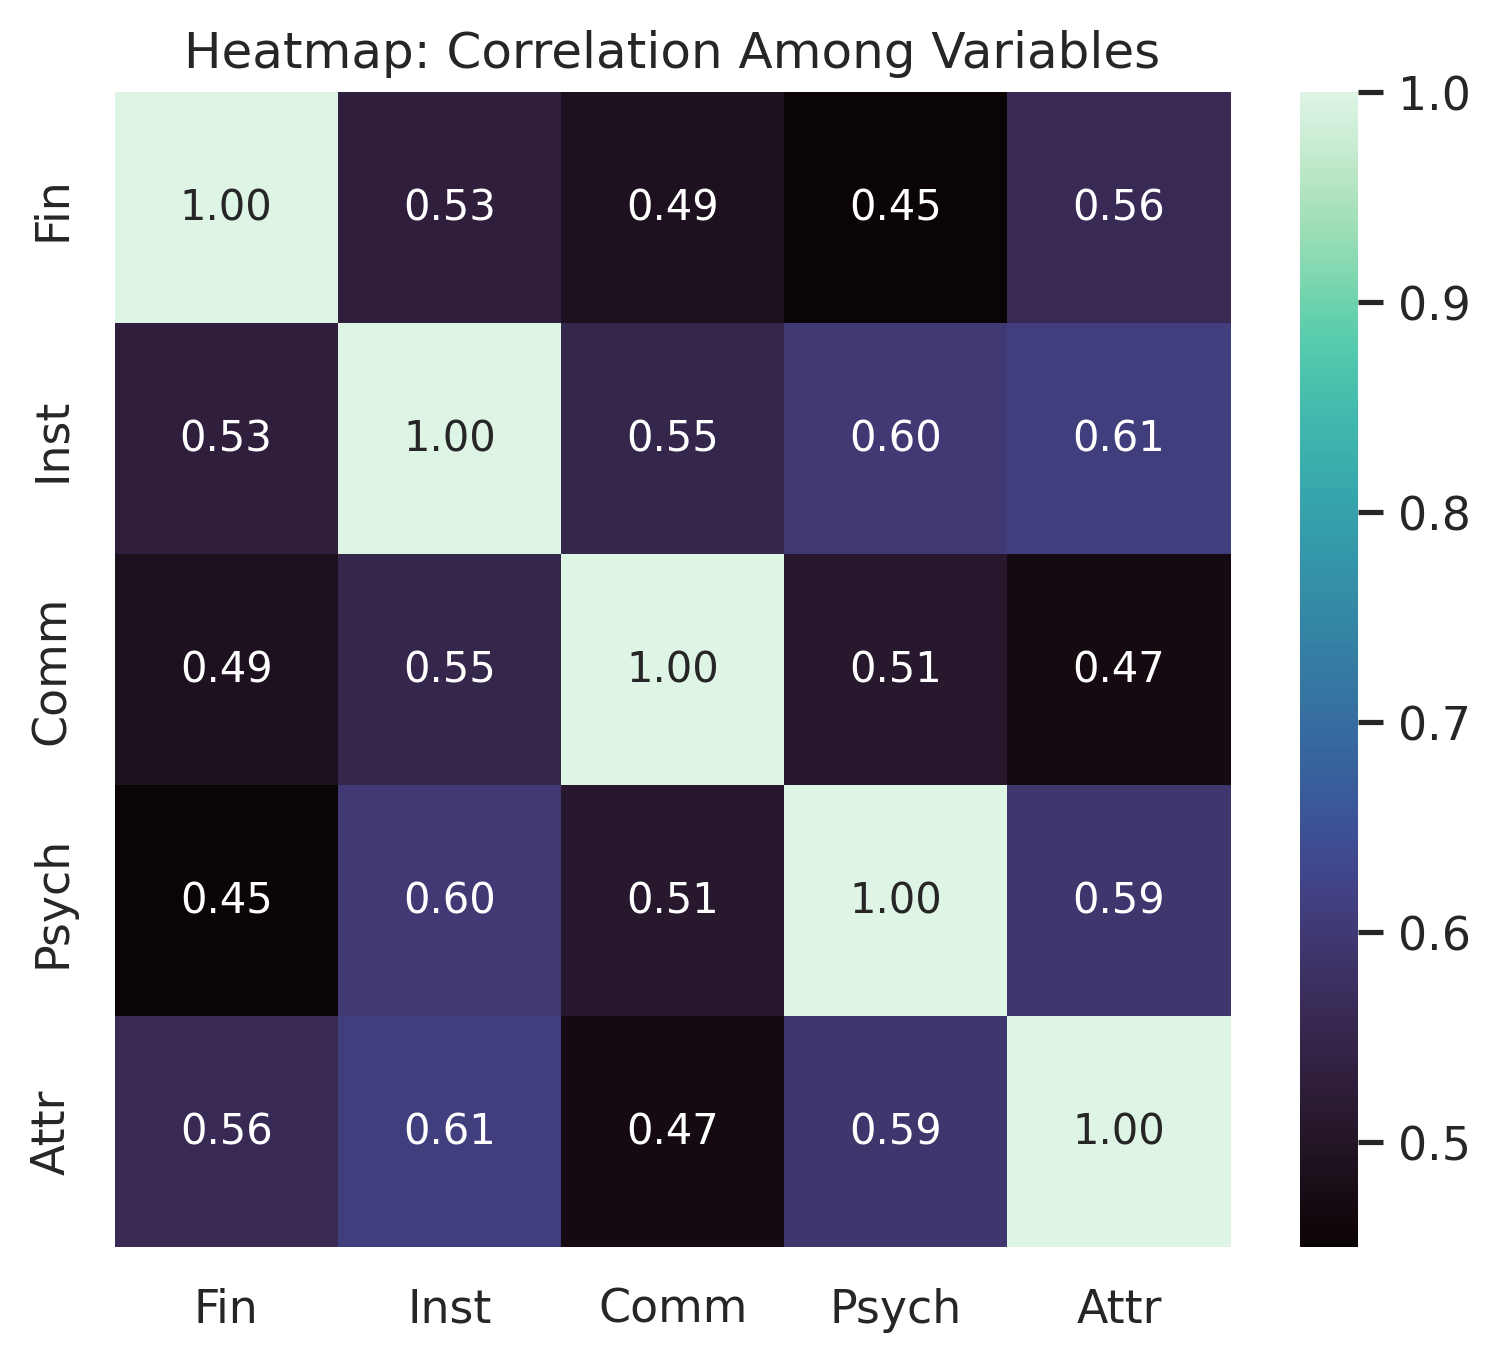 Heatmap: Correlation Among Variables
Fin 1.00 0.53 0.49 0.45 0.56
Inst 0.53 1.00 0.55 0.60 0.61
Comm 0.49 0.55 1.00 0.51 0.47
Psych 0.45 0.60 0.51 1.00 0.59
Attr 0.56 0.61 0.47 0.59 1.00
Fin Inst Comm Psych Attr
1.0
0.9
0.8
0.7
0.6
0.5